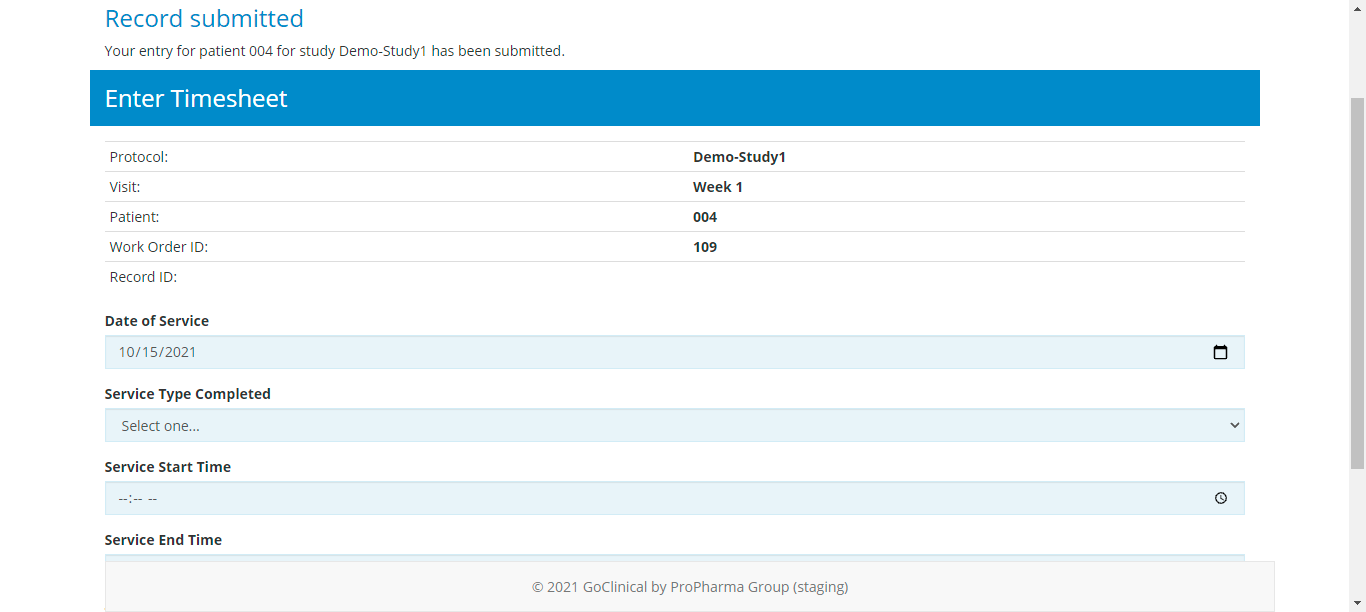 Record submitted
Your entry for patient 004 for study Demo-Study1 has been submitted.
Enter Timesheet
Protocol: Demo-Study1
Visit: Week 1
Patient: 004
Work Order ID: 109
Record ID:
Date of Service
10/15/2021
Service Type Completed
Select one...
Service Start Time
--:-- --
Service End Time
© 2021 GoClinical by ProPharma Group (staging)